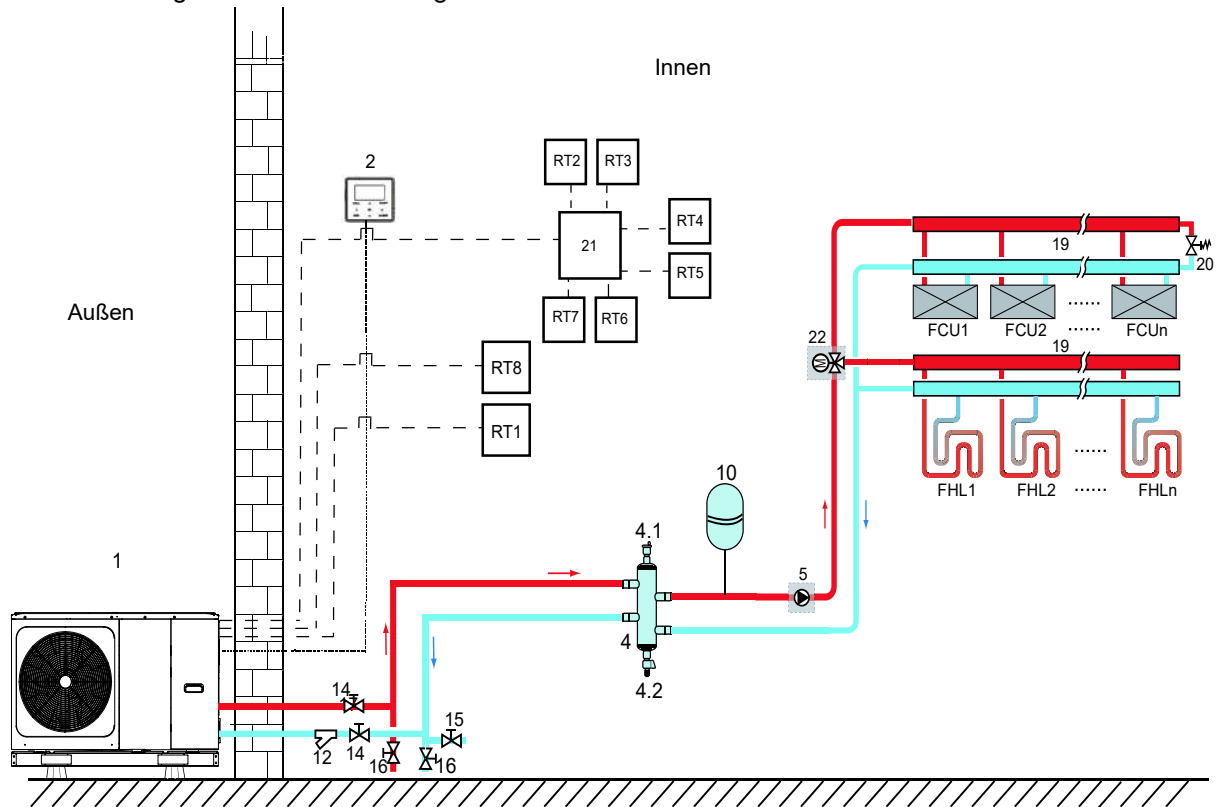 Innen
Außen
2
RT2 RT3
RT4
21
RT5
RT7 RT6
RT8
RT1
19
20
FCU1 FCU2 ...... FCUn
......
22
19
......
FHL1 FHL2 ...... FHLn
10
4.1
5
4
4.2
1
14
15
12 14 16 16